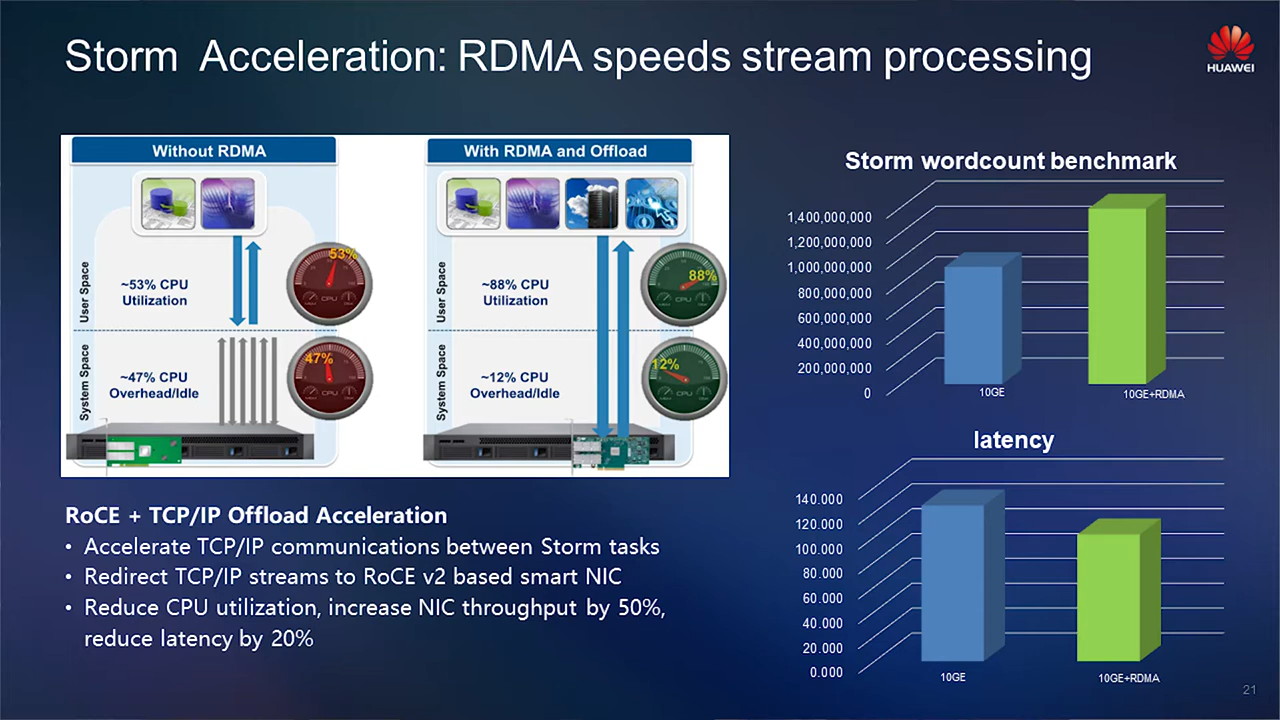 Storm Acceleration: RDMA speeds stream processing
HUAWEI
Without RDMA
User Space
~53% CPU
Utilization
53%
CPU
System Space
~47% CPU
Overhead/Idle
47%
CPU
With RDMA and Offload
User Space
~88% CPU
Utilization
88%
CPU
System Space
~12% CPU
Overhead/Idle
12%
CPU
RoCE + TCP/IP Offload Acceleration
• Accelerate TCP/IP communications between Storm tasks
• Redirect TCP/IP streams to RoCE v2 based smart NIC
• Reduce CPU utilization, increase NIC throughput by 50%,
reduce latency by 20%
Storm wordcount benchmark
1,400,000,000
1,200,000,000
1,000,000,000
800,000,000
600,000,000
400,000,000
200,000,000
0
10GE
10GE+RDMA
latency
140.000
120.000
100.000
80.000
60.000
40.000
20.000
0.000
10GE
10GE+RDMA
21